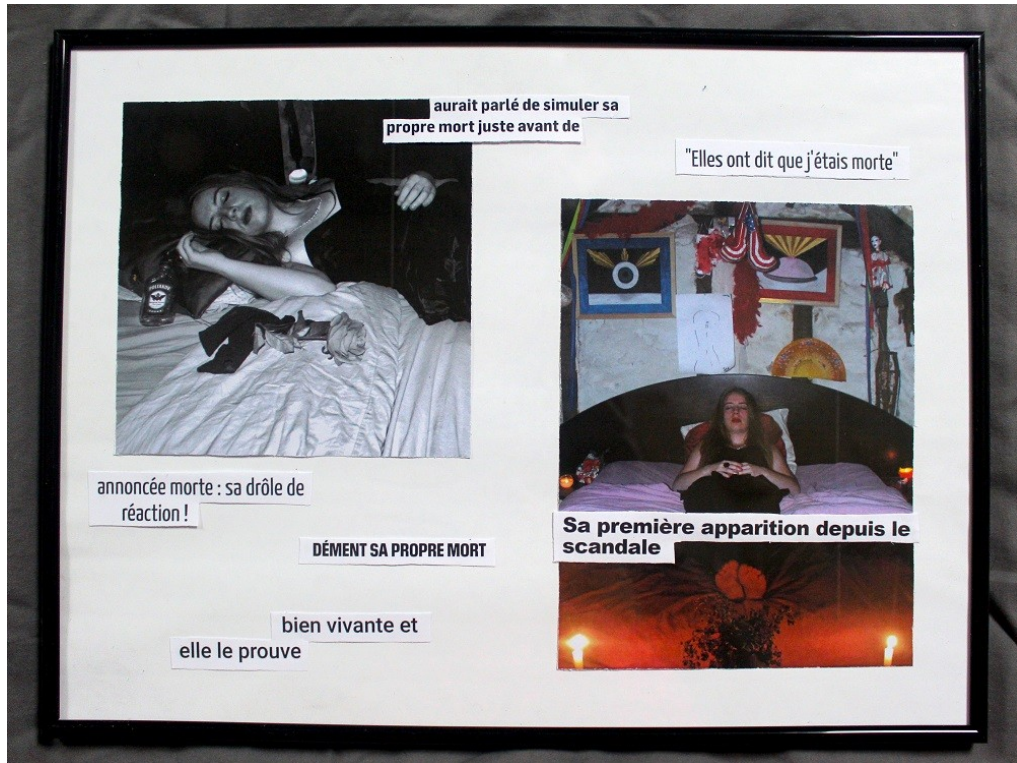 aurait parlé de simuler sa
propre mort juste avant de
"Elles ont dit que j'étais morte"
annoncée morte : sa drôle de
réaction !
DÉMENT SA PROPRE MORT
Sa première apparition depuis le
scandale
bien vivante et
elle le prouve